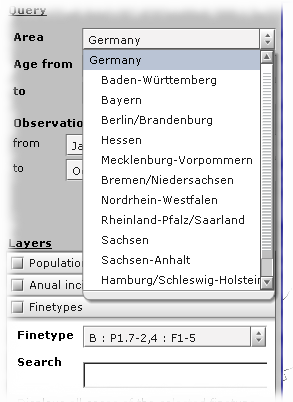 Query
Area
Germany
Age from
to
Observatio
from
Ja
to
O
Germany
Baden-Württemberg
Bayern
Berlin/Brandenburg
Hessen
Mecklenburg-Vorpommern
Bremen/Niedersachsen
Nordrhein-Westfalen
Rheinland-Pfalz/Saarland
Sachsen
Sachsen-Anhalt
Hamburg/Schleswig-Holstein
Layers
Population
Anual inc
Finetypes
Finetype
B : P1.7-2,4 : F1-5
Search